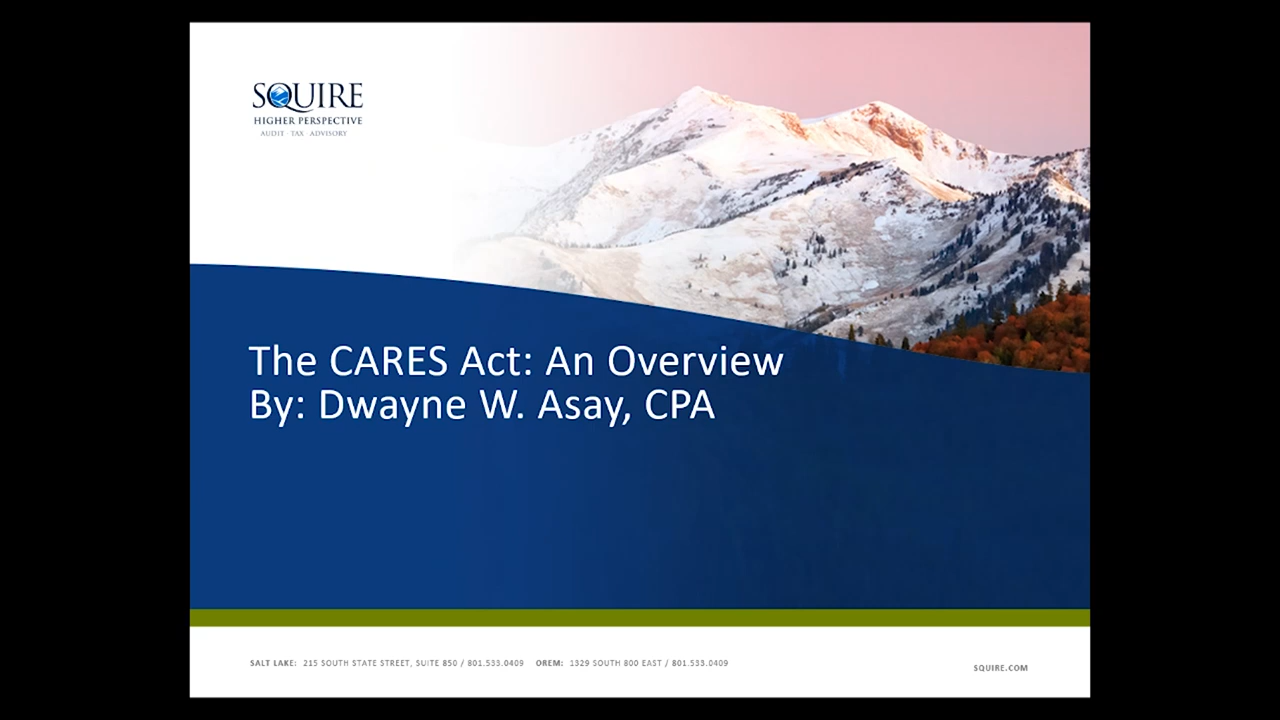 SQUIRE
HIGHER PERSPECTIVE
AUDIT · TAX · ADVISORY
The CARES Act: An Overview
By: Dwayne W. Asay, CPA
SALT LAKE: 215 SOUTH STATE STREET, SUITE 850 / 801.533.0409 OREM: 1329 SOUTH 800 EAST / 801.533.0409
SQUIRE.COM